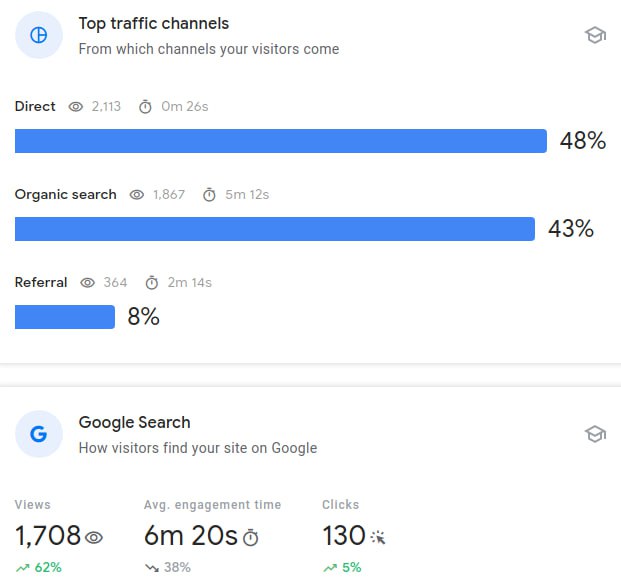 Top traffic channels
From which channels your visitors come
Direct 2,113 0m 26s
48%
Organic search 1,867 5m 12s
43%
Referral 364 2m 14s
8%
G
Google Search
How visitors find your site on Google
Views Avg. engagement time Clicks
1,708 6m 20s 130
62% 38% 5%